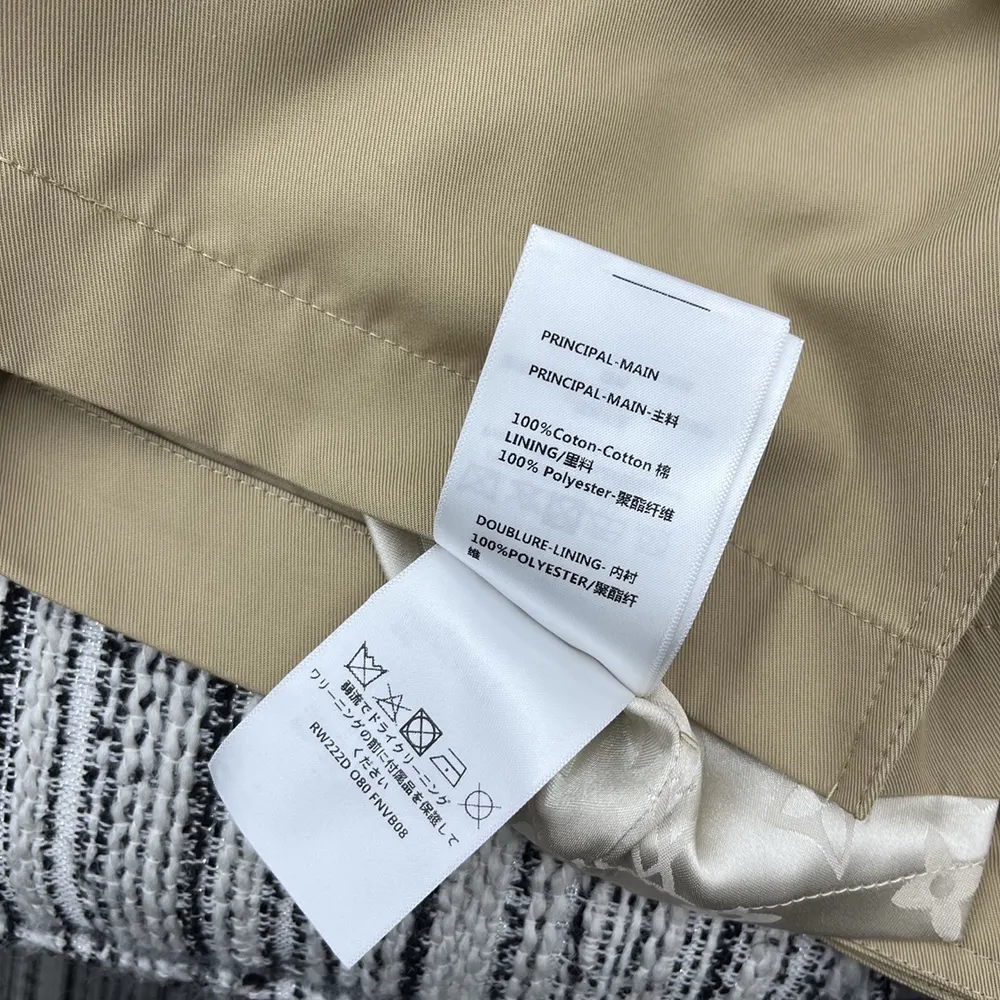 PRINCIPAL-MAIN
PRINCIPAL-MAIN-主料
100%Coton-Cotton 棉
LINING/里料
100% Polyester-聚酯纤维
DOUBLURE-LINING- 内衬
100%POLYESTER/聚酯纤
维
弱流でドライクリーニング
ワリーニングの前に付属品を保護して
ください
RW222D O80 FNVB08